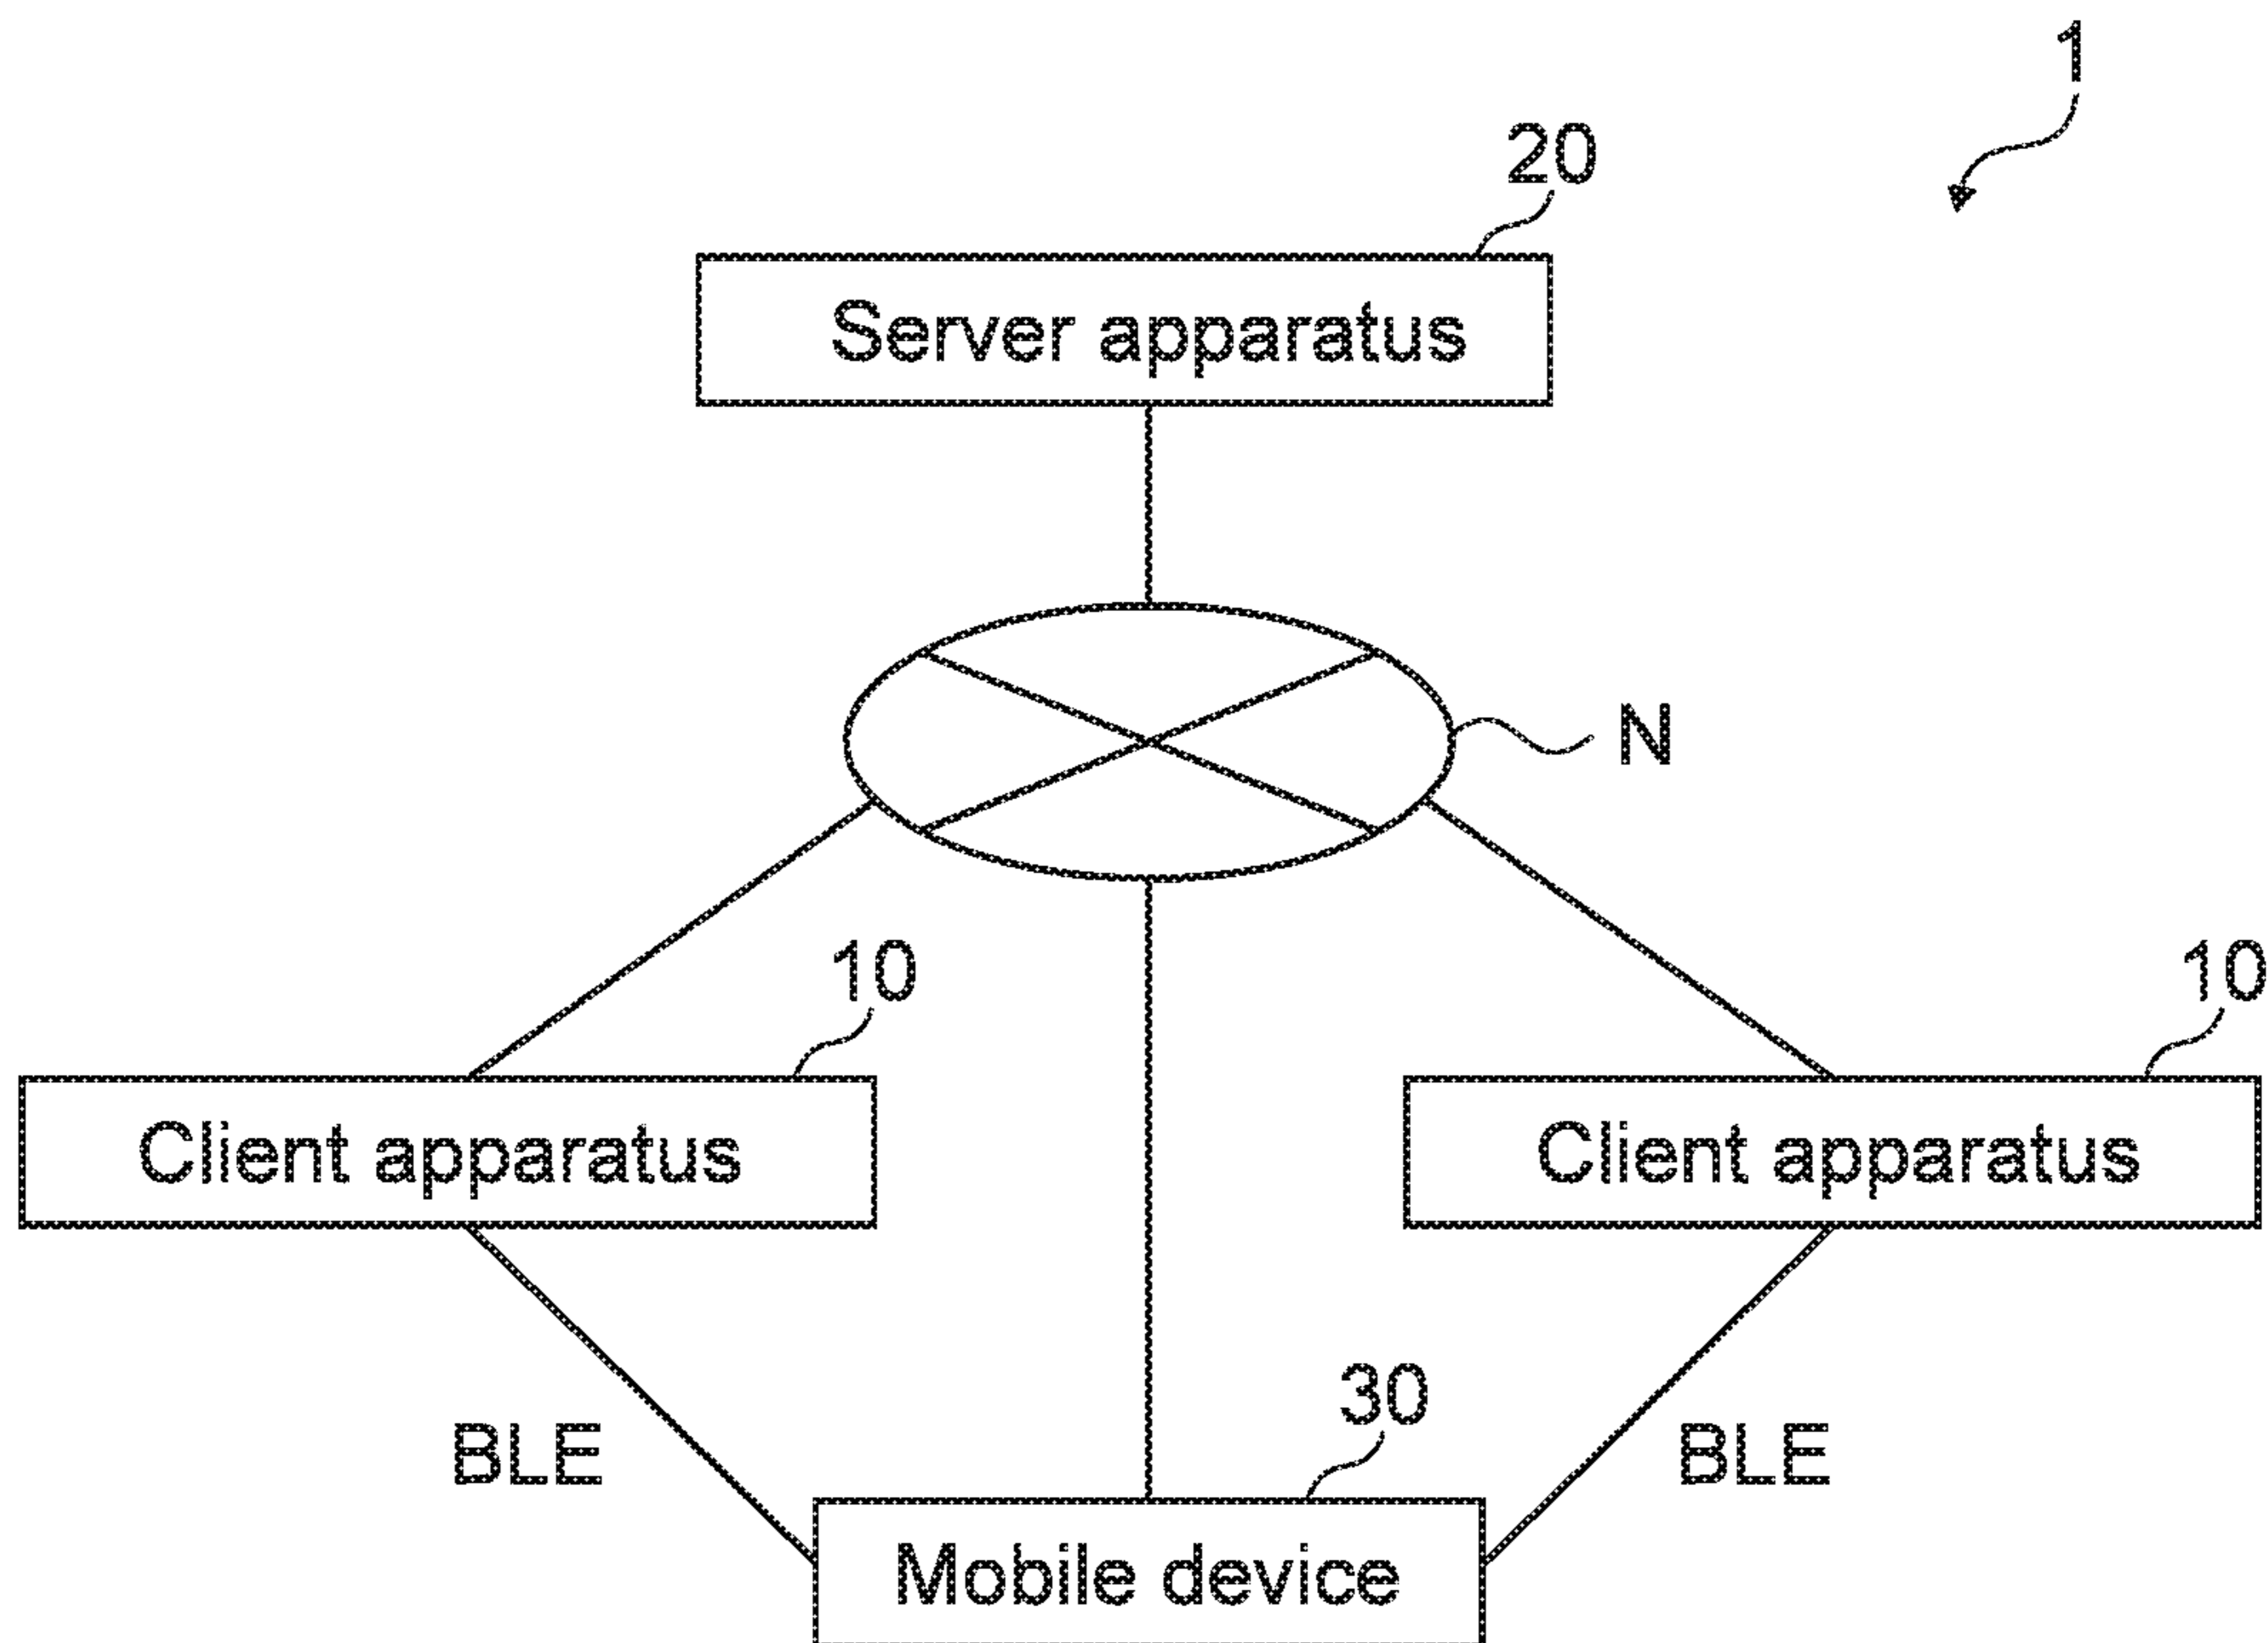 1
20
Server apparatus
N
10
10
Client apparatus
Client apparatus
30
BLE
BLE
Mobile device